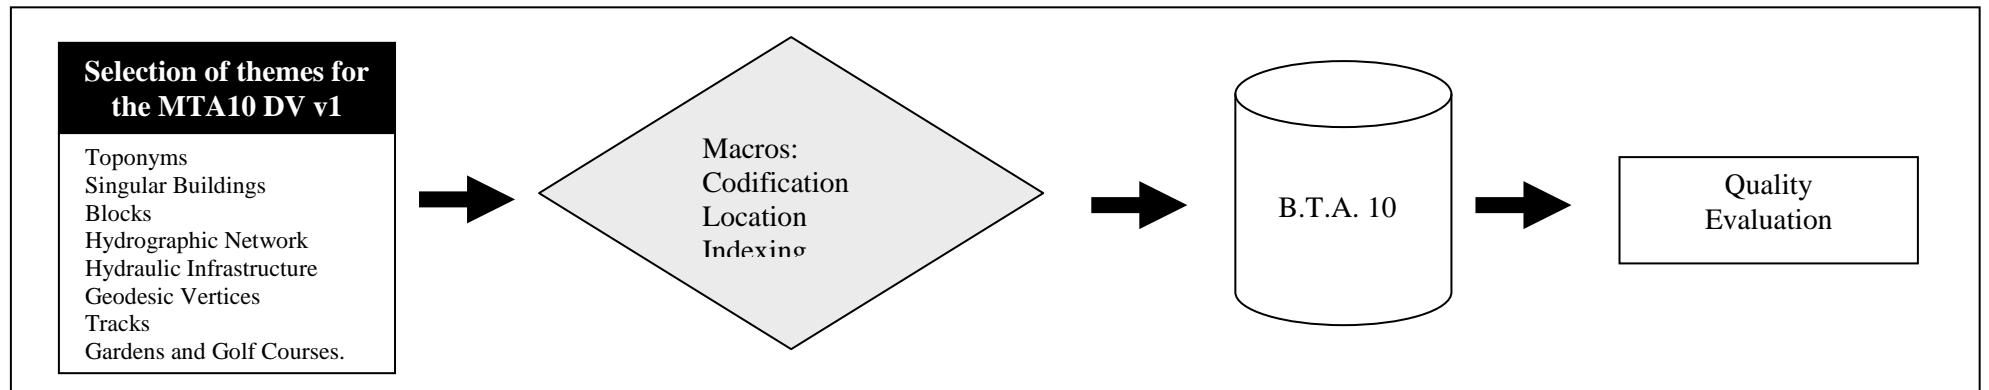 Selection of themes for
the MTA10 DV v1
Toponyms
Singular Buildings
Blocks
Hydrographic Network
Hydraulic Infrastructure
Geodesic Vertices
Tracks
Gardens and Golf Courses.
Macros:
Codification
Location
Indexing
B.T.A. 10
Quality
Evaluation